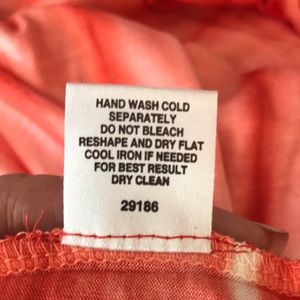 HAND WASH COLD
SEPARATELY
DO NOT BLEACH
RESHAPE AND DRY FLAT
COOL IRON IF NEEDED
FOR BEST RESULT
DRY CLEAN
29186